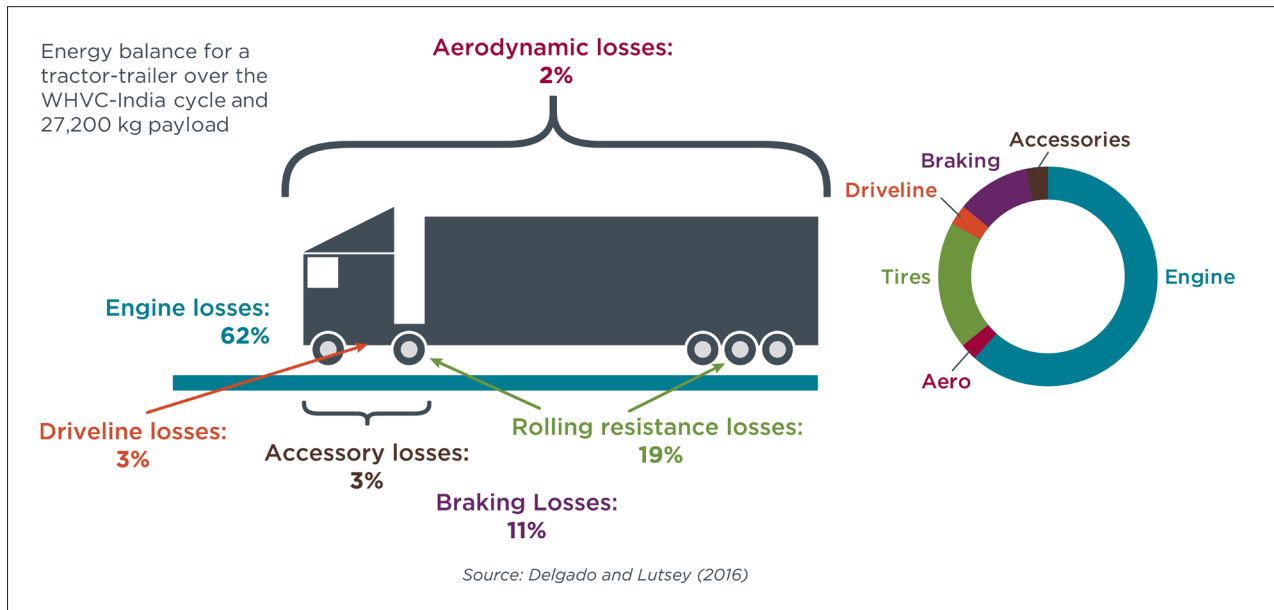 Energy balance for a
tractor-trailer over the
WHVC-India cycle and
27,200 kg payload
Aerodynamic losses:
2%
Engine losses:
62%
Driveline losses:
3%
Accessory losses:
3%
Rolling resistance losses:
19%
Braking Losses:
11%
Accessories
Braking
Driveline
Tires
Engine
Aero
Source: Delgado and Lutsey (2016)